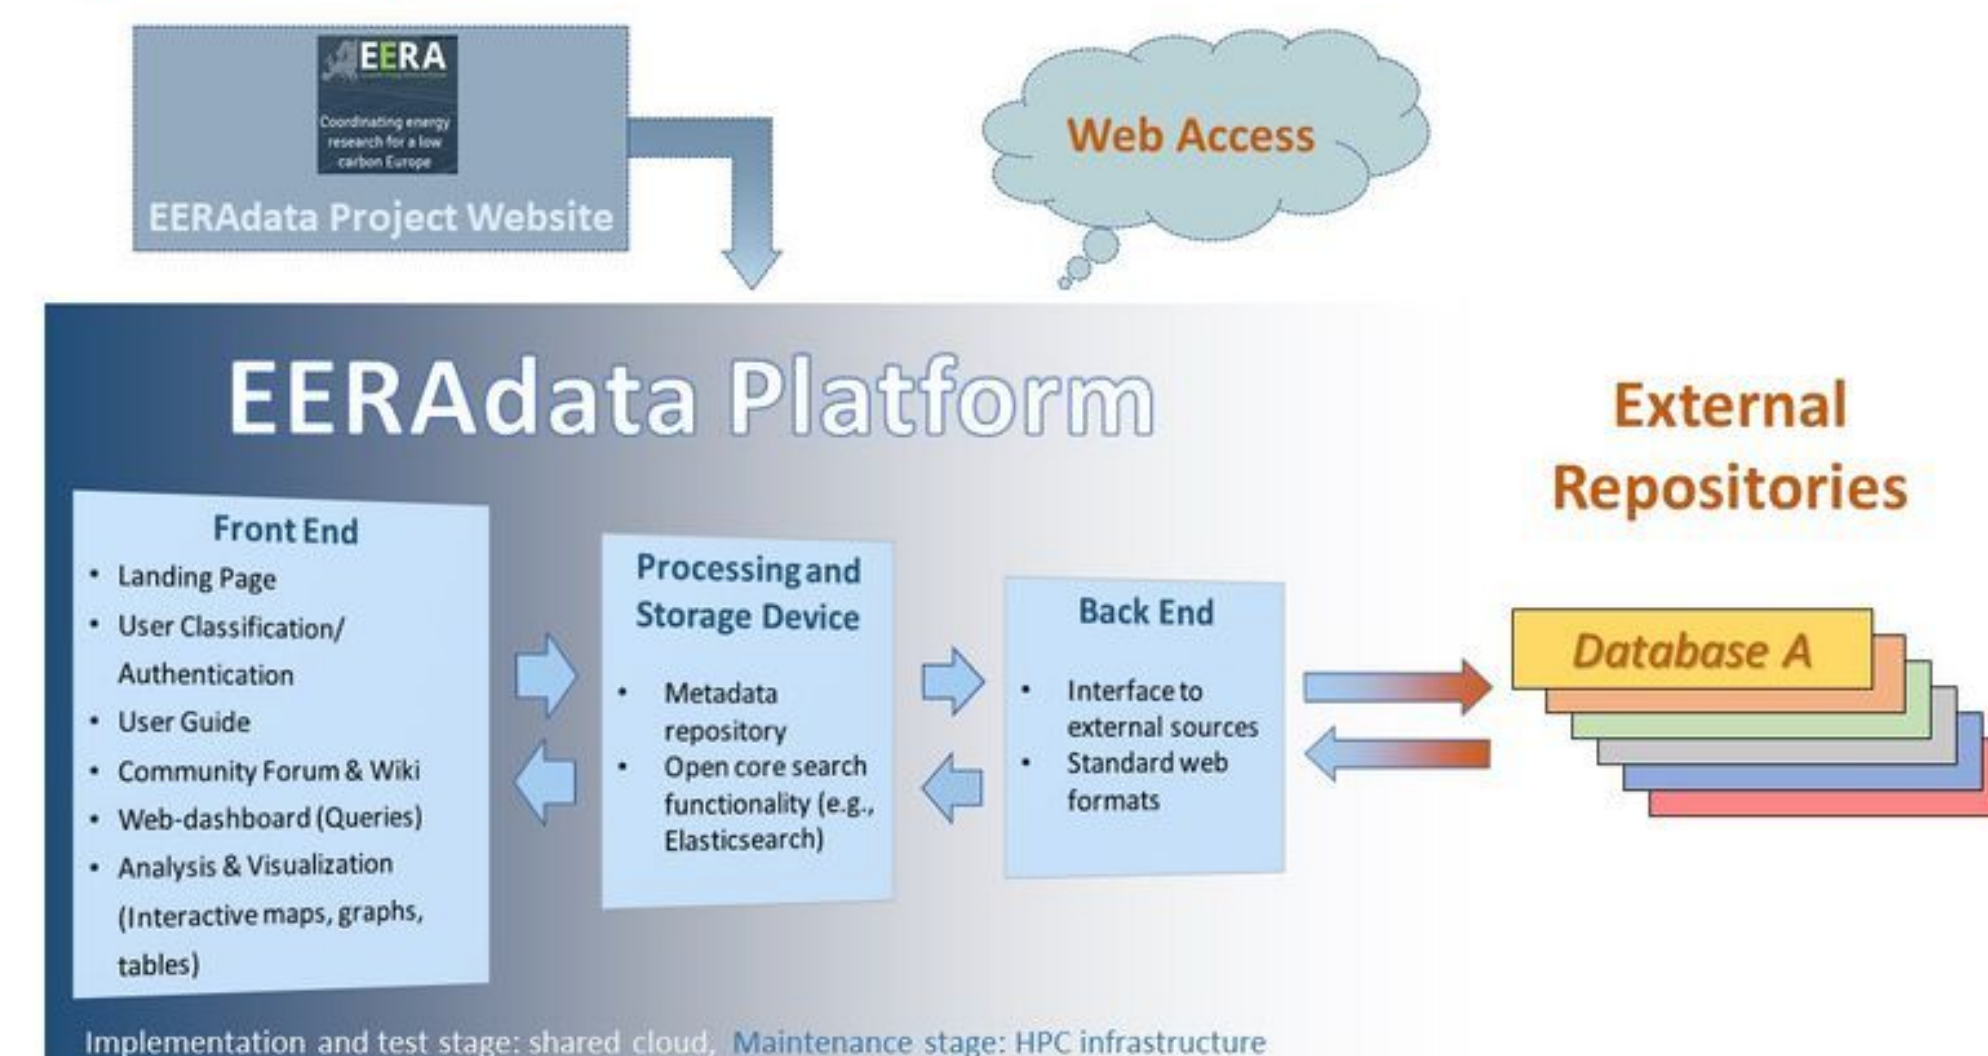 EERA
Coordinating energy
research for a low
carbon Europe
EERAdata Project Website
Web Access
EERAdata Platform
External
Repositories
Front End
• Landing Page
• User Classification/
Authentication
• User Guide
• Community Forum & Wiki
• Web-dashboard (Queries)
• Analysis & Visualization
(Interactive maps, graphs,
tables)
Processing and
Storage Device
• Metadata
repository
• Open core search
functionality (e.g.,
Elasticsearch)
Back End
• Interface to
external sources
• Standard web
formats
Database A
Implementation and test stage: shared cloud, Maintenance stage: HPC infrastructure